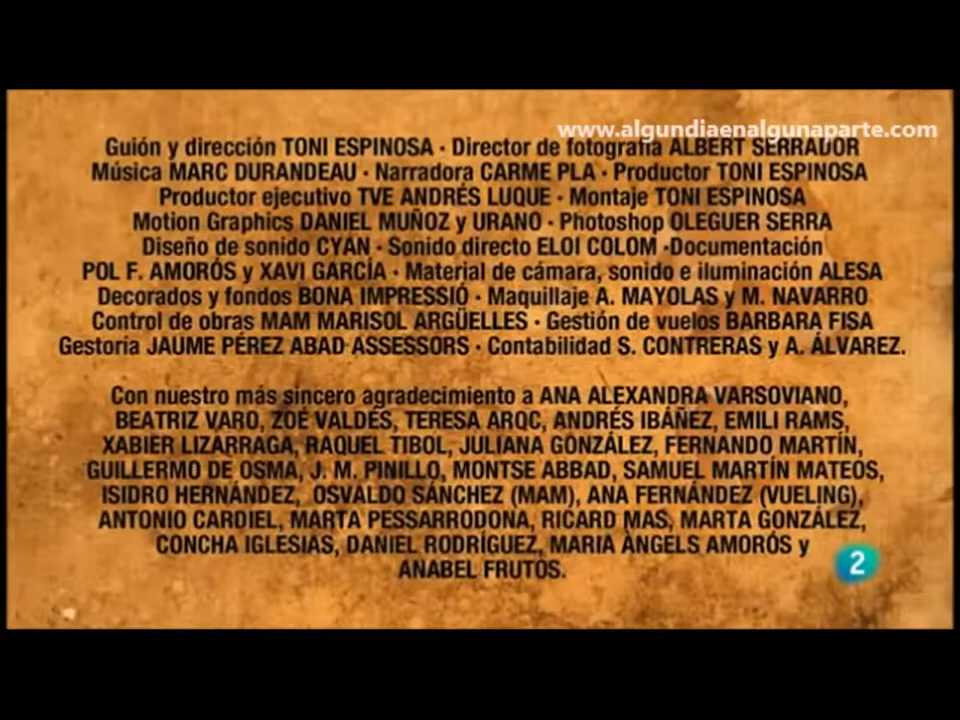 www.algundiaenalgunaparte.com
Guión y dirección TONI ESPINOSA · Director de fotografía ALBERT SERRADOR
Música MARC DURANDEAU · Narradora CARME PLA · Productor TONI ESPINOSA
Productor ejecutivo TVE ANDRÉS LUQUE · Montaje TONI ESPINOSA
Motion Graphics DANIEL MUÑOZ y URANO · Photoshop OLEGUER SERRA
Diseño de sonido CYAN · Sonido directo ELOI COLOM ·Documentación
POL F. AMORÓS y XAVI GARCÍA · Material de cámara, sonido e iluminación ALESA
Decorados y fondos BONA IMPRESSIÓ · Maquillaje A. MAYOLAS y M. NAVARRO
Control de obras MAM MARISOL ARGÜELLES · Gestión de vuelos BARBARA FISA
Gestoría JAUME PÉREZ ABAD ASSESSORS · Contabilidad S. CONTRERAS y A. ÁLVAREZ.
Con nuestro más sincero agradecimiento a ANA ALEXANDRA VARSOVIANO,
BEATRIZ VARO, ZOÉ VALDÉS, TERESA ARQC, ANDRÉS IBÁÑEZ, EMILI RAMS,
XABIER LIZARRAGA, RAQUEL TIBOL, JULIANA GONZÁLEZ, FERNANDO MARTÍN,
GUILLERMO DE OSMA, J. M. PINILLO, MONTSE ABBAD, SAMUEL MARTÍN MATEOS,
ISIDRO HERNÁNDEZ, OSVALDO SÁNCHEZ (MAM), ANA FERNÁNDEZ (VUELING),
ANTONIO CARDIEL, MARTA PESSARRODONA, RICARD MAS, MARTA GONZÁLEZ,
CONCHA IGLESIAS, DANIEL RODRÍGUEZ, MARIA ÀNGELS AMORÓS y
ANABEL FRUTOS.
2